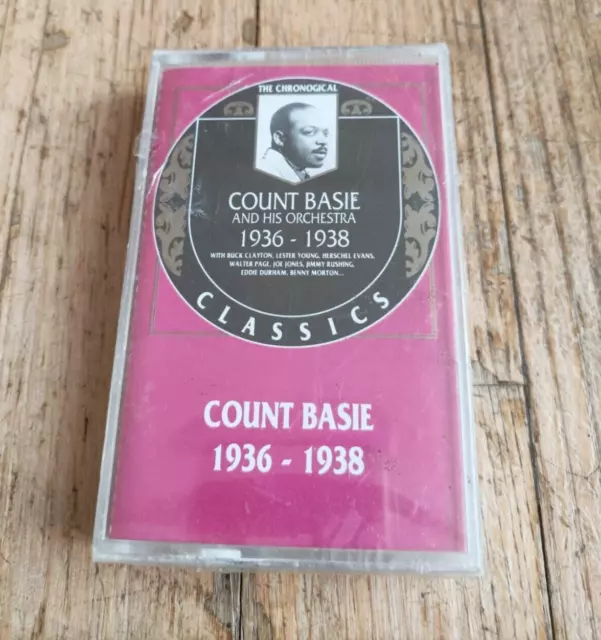 THE CHRONOGICAL
COUNT BASIE
AND HIS ORCHESTRA
1936 - 1938
WITH BUCK CLAYTON, LESTER YOUNG, HERSCHEL EVANS,
WALTER PAGE, JOE JONES, JIMMY RUSHING,
EDDIE DURHAM, BENNY MORTON...
CLASSICS
COUNT BASIE
1936 - 1938